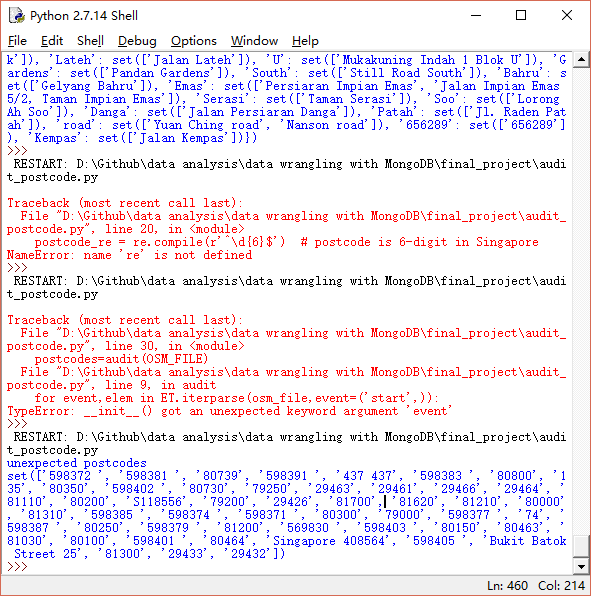 Python 2.7.14 Shell
File Edit Shell Debug Options Window Help
k']), 'Lateh': set(['Jalan Lateh']), 'U': set(['Mukakuning Indah 1 Blok U']), 'G
ardens': set(['Pandan Gardens']), 'South': set(['Still Road South']), 'Bahru': s
et(['Gelyang Bahru']), 'Emas': set(['Persiaran Impian Emas', 'Jalan Impian Emas
5/2, Taman Impian Emas']), 'Serasi': set(['Taman Serasi']), 'Soo': set(['Lorong
Ah Soo']), 'Danga': set(['Jalan Persiaran Danga']), 'Patah': set(['Jl. Raden Pat
ah']), 'road': set(['Yuan Ching road', 'Nanson road']), '656289': set(['656289']
), 'Kempas': set(['Jalan Kempas'])})
>>>
RESTART: D:\Github\data analysis\data wrangling with MongoDB\final_project\audi
t_postcode.py
Traceback (most recent call last):
File "D:\Github\data analysis\data wrangling with MongoDB\final_project\audit_
postcode.py", line 20, in <module>
postcode_re = re.compile(r'^\d{6}$') # postcode is 6-digit in Singapore
NameError: name 're' is not defined
>>>
RESTART: D:\Github\data analysis\data wrangling with MongoDB\final_project\audi
t_postcode.py
Traceback (most recent call last):
File "D:\Github\data analysis\data wrangling with MongoDB\final_project\audit_
postcode.py", line 30, in <module>
postcodes=audit(OSM_FILE)
File "D:\Github\data analysis\data wrangling with MongoDB\final_project\audit_
postcode.py", line 9, in audit
for event,elem in ET.iterparse(osm_file,event=('start',)):
TypeError: __init__() got an unexpected keyword argument 'event'
>>>
RESTART: D:\Github\data analysis\data wrangling with MongoDB\final_project\audi
t_postcode.py
unexpected postcodes
set(['598372 ', '598381 ', '80739', '598391 ', '437 437', '598383 ', '80800', '1
35', '80350', '598402 ', '80730', '79250', '29463', '29461', '29466', '29464', '
81110', '80200', 'S118556', '79200', '29426', '81700', '81620', '81210', '80000'
, '81310', '598385 ', '598374 ', '598371 ', '80300', '79000', '598377 ', '74', '
598387 ', '80250', '598379 ', '81200', '569830 ', '598403 ', '80150', '80463', '
81030', '80100', '598401 ', '80464', 'Singapore 408564', '598405 ', 'Bukit Batok
Street 25', '81300', '29433', '29432'])
>>>
Ln: 460 Col: 214